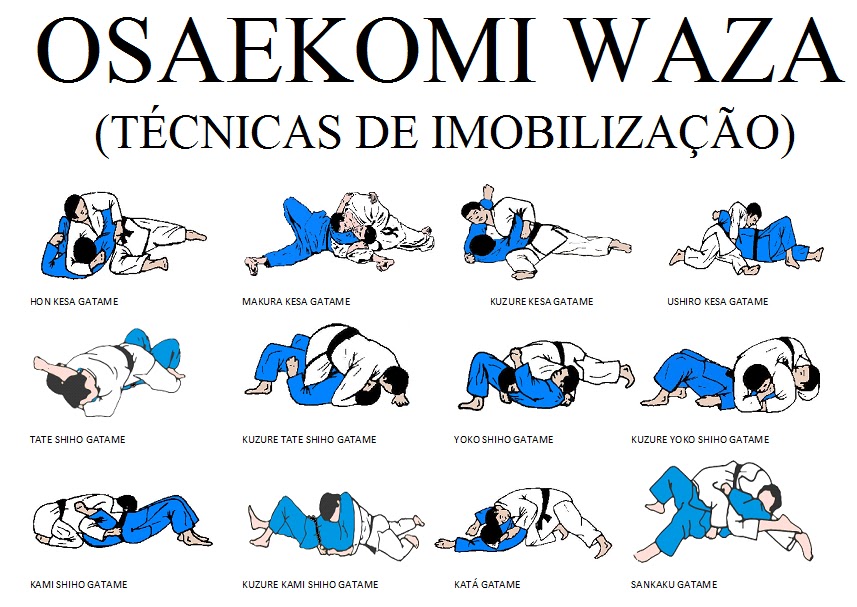 OSAEKOMI WAZA
(TÉCNICAS DE IMOBILIZAÇÃO)
HON KESA GATAME
MAKURA KESA GATAME
KUZURE KESA GATAME
USHIRO KESA GATAME
TATE SHIHO GATAME
KUZURE TATE SHIHO GATAME
YOKO SHIHO GATAME
KUZURE YOKO SHIHO GATAME
KAMI SHIHO GATAME
KUZURE KAMI SHIHO GATAME
KATÁ GATAME
SANKAKU GATAME